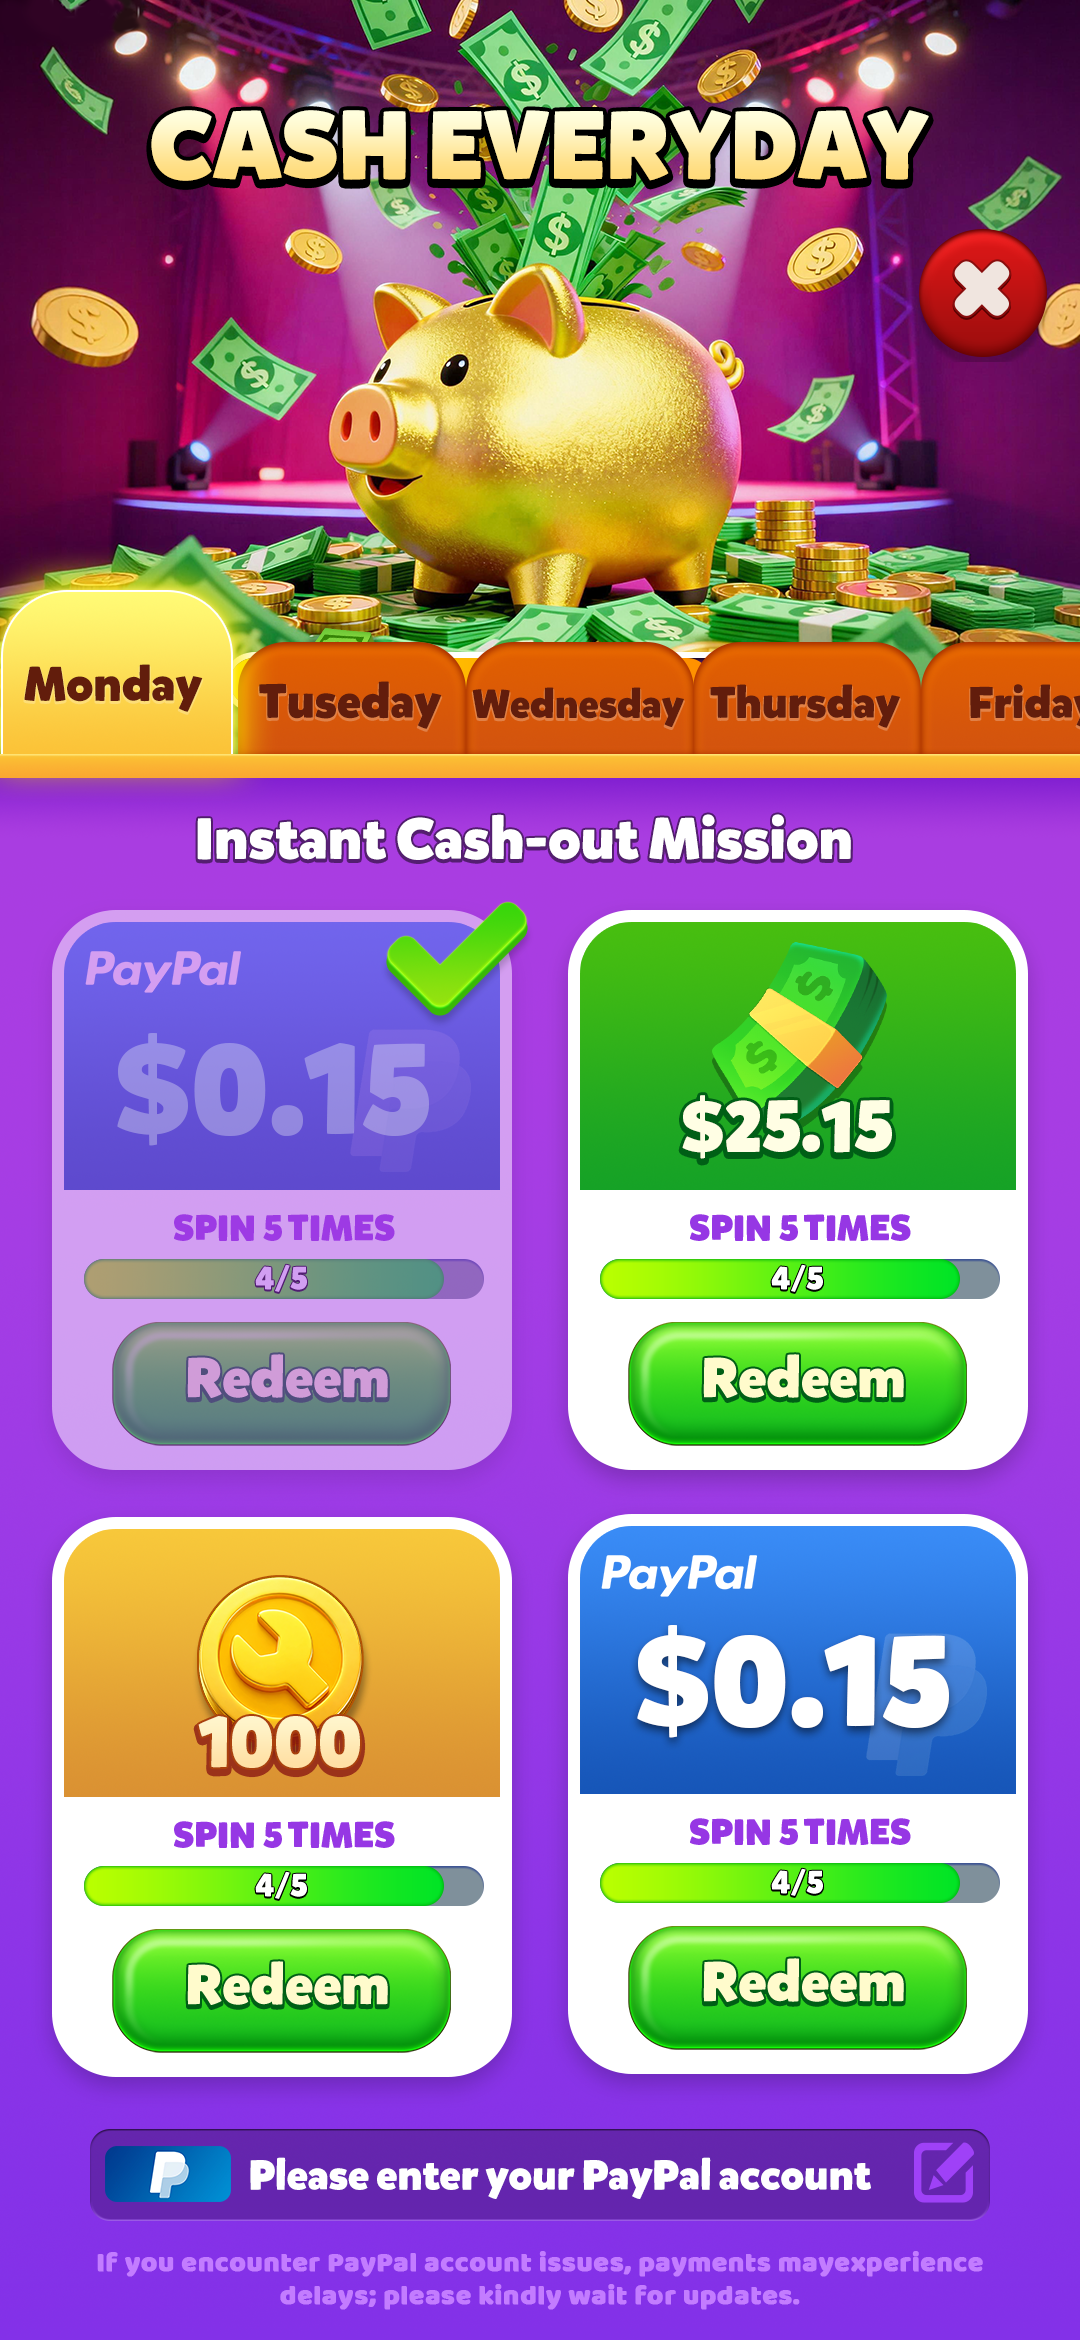 CASH EVERYDAY
Monday
Tuseday
Wednesday
Thursday
Friday
Instant Cash-out Mission
PayPal
$0.15
SPIN 5 TIMES
4/5
Redeem
$25.15
SPIN 5 TIMES
4/5
Redeem
1000
SPIN 5 TIMES
4/5
Redeem
PayPal
$0.15
SPIN 5 TIMES
4/5
Redeem
Please enter your PayPal account
If you encounter PayPal account issues, payments mayexperience
delays; please kindly wait for updates.